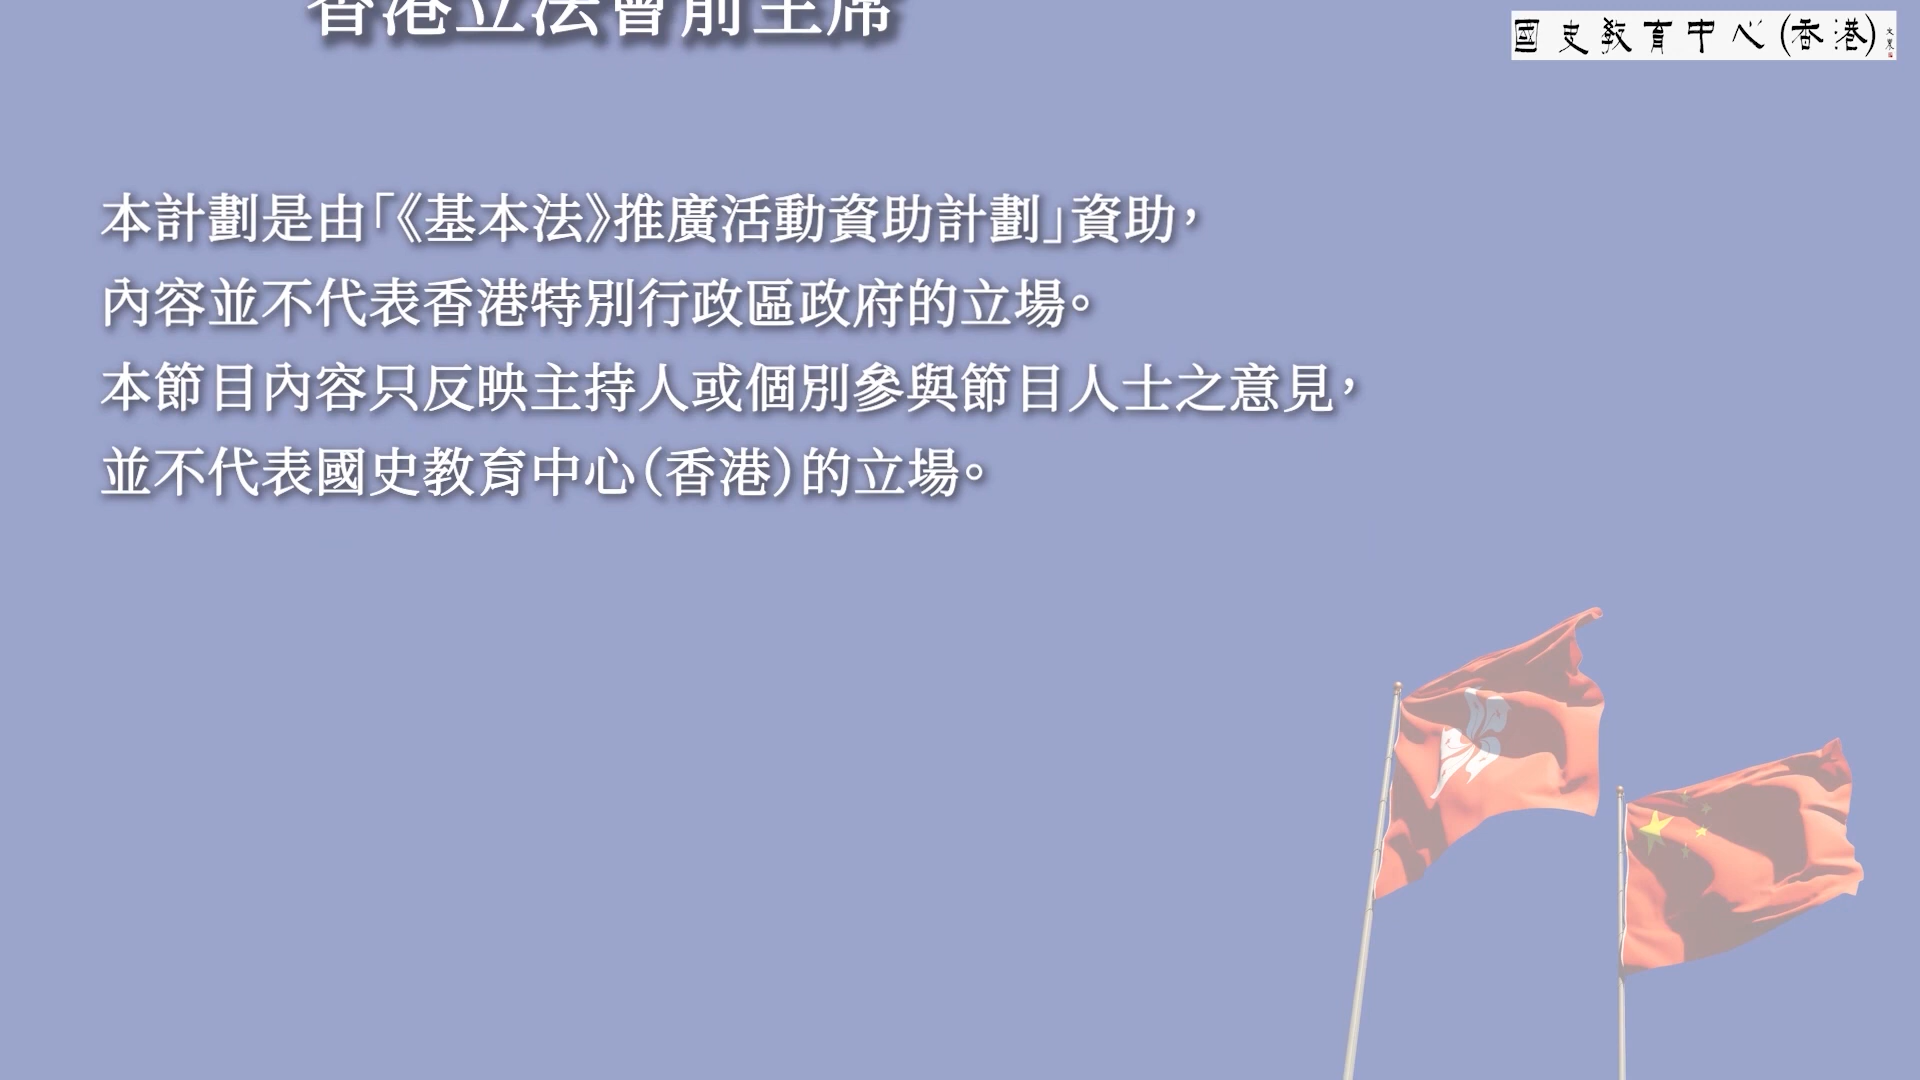 香港立法會前主席
國史教育中心(香港)
本計劃是由「《基本法》推廣活動資助計劃」資助,
內容並不代表香港特別行政區政府的立場。
本節目內容只反映主持人或個別參與節目人士之意見,
並不代表國史教育中心(香港)的立場。